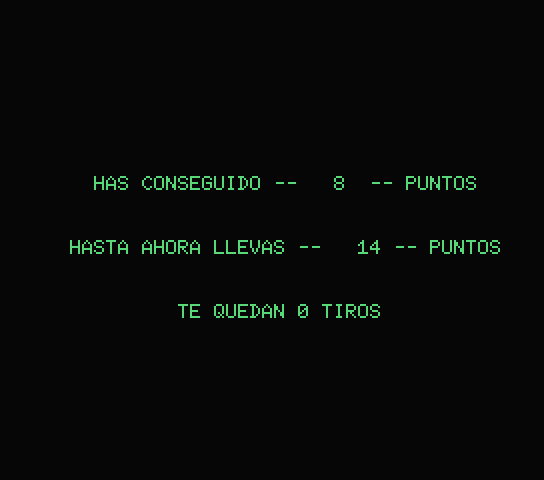 HAS CONSEGUIDO --   8  -- PUNTOS
HASTA AHORA LLEVAS --   14 -- PUNTOS
TE QUEDAN 0 TIROS